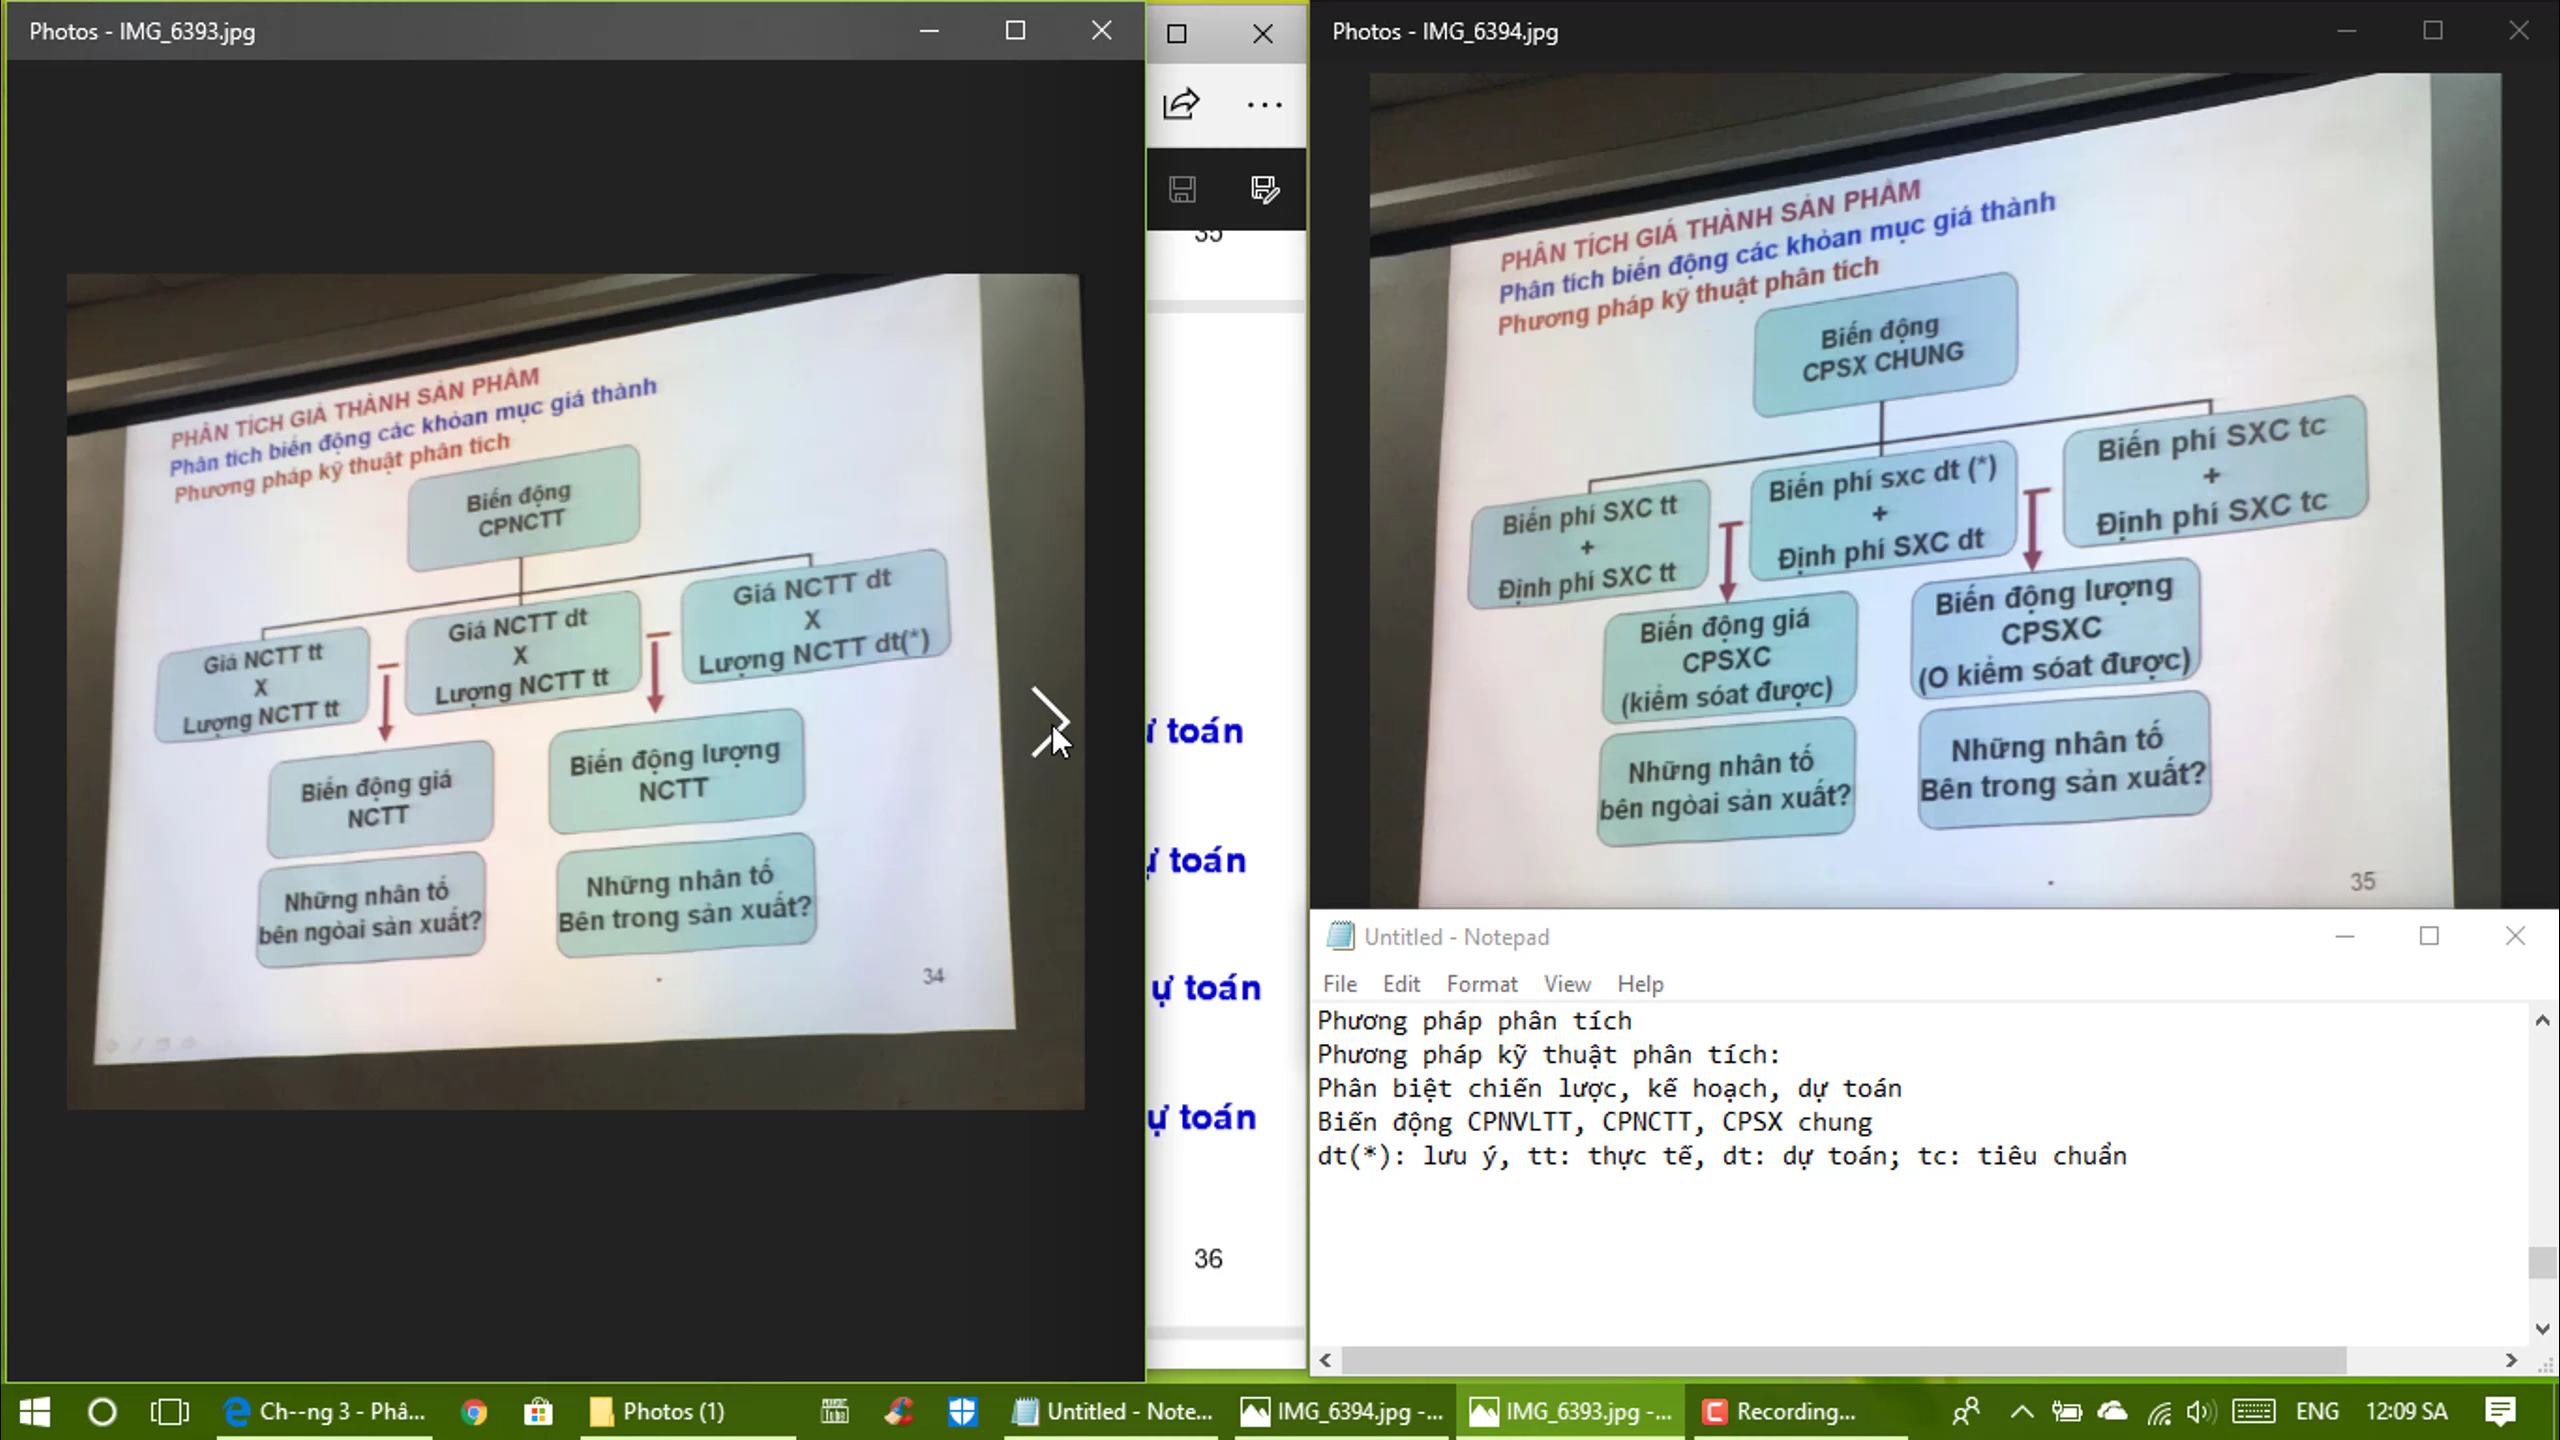 Photos - IMG_6393.jpg
PHÂN TÍCH GIÁ THÀNH SẢN PHẨM
Phân tích biến động các khỏan mục giá thành
Phương pháp kỹ thuật phân tích
Biến động
CPNCTT
Giá NCTT tt
X
Lượng NCTT tt
Giá NCTT dt
X
Lượng NCTT tt
Giá NCTT dt
X
Lượng NCTT dt(*)
Biến động giá
NCTT
Biến động lượng
NCTT
Những nhân tố
bên ngòai sản xuất?
Những nhân tố
Bên trong sản xuất?
34
35
ự toán
ự toán
ự toán
ự toán
36
Photos - IMG_6394.jpg
PHÂN TÍCH GIÁ THÀNH SẢN PHẨM
Phân tích biến động các khỏan mục giá thành
Phương pháp kỹ thuật phân tích
Biến động
CPSX CHUNG
Biến phí SXC tt
+
Định phí SXC tt
Biến phí sxc dt (*)
+
Định phí SXC dt
Biến phí SXC tc
+
Định phí SXC tc
Biến động giá
CPSXC
(kiểm sóat được)
Biến động lượng
CPSXC
(O kiểm sóat được)
Những nhân tố
bên ngòai sản xuất?
Những nhân tố
Bên trong sản xuất?
35
Untitled - Notepad
File Edit Format View Help
Phương pháp phân tích
Phương pháp kỹ thuật phân tích:
Phân biệt chiến lược, kế hoạch, dự toán
Biến động CPNVLTT, CPNCTT, CPSX chung
dt(*): lưu ý, tt: thực tế, dt: dự toán; tc: tiêu chuẩn
Ch--ng 3 - Phâ...
Photos (1)
Untitled - Note...
IMG_6394.jpg -...
IMG_6393.jpg -...
Recording...
ENG
12:09 SA